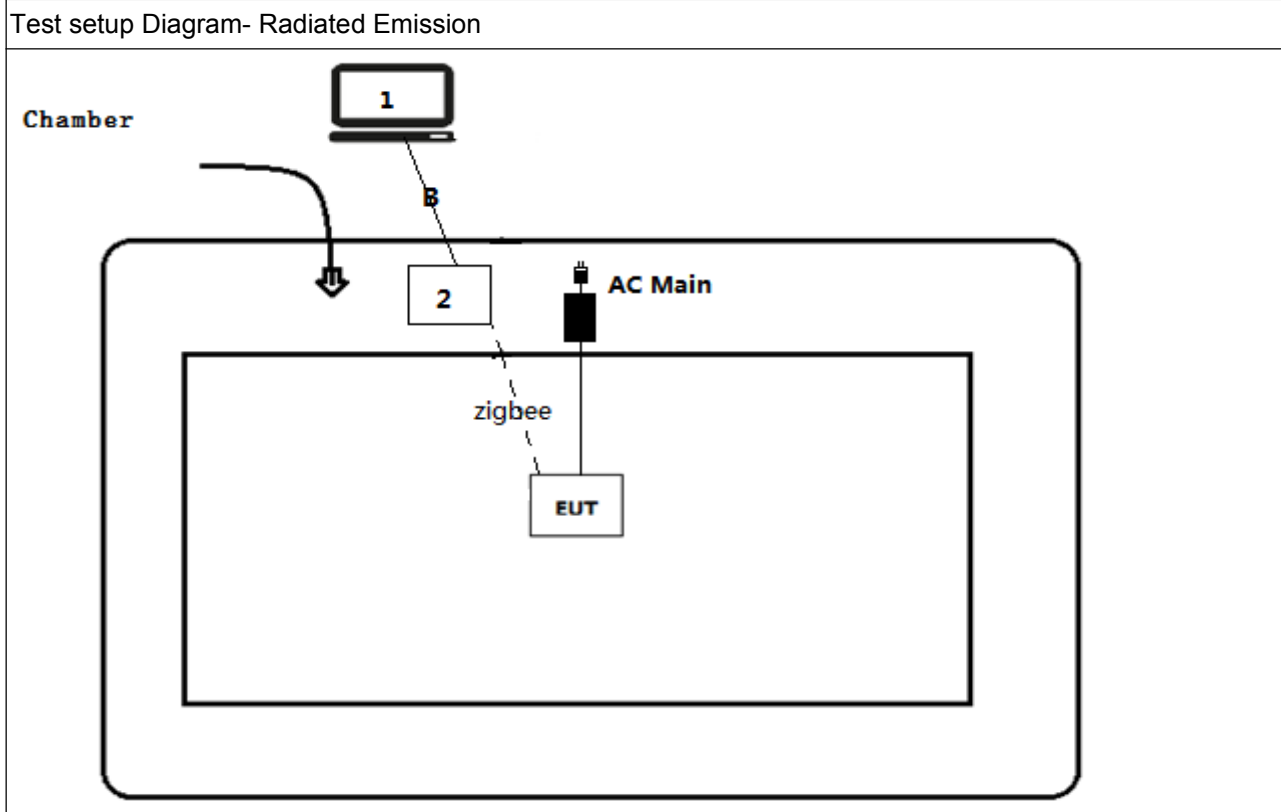 Test setup Diagram- Radiated Emission
1
Chamber
B
2
AC Main
zigbee
EUT